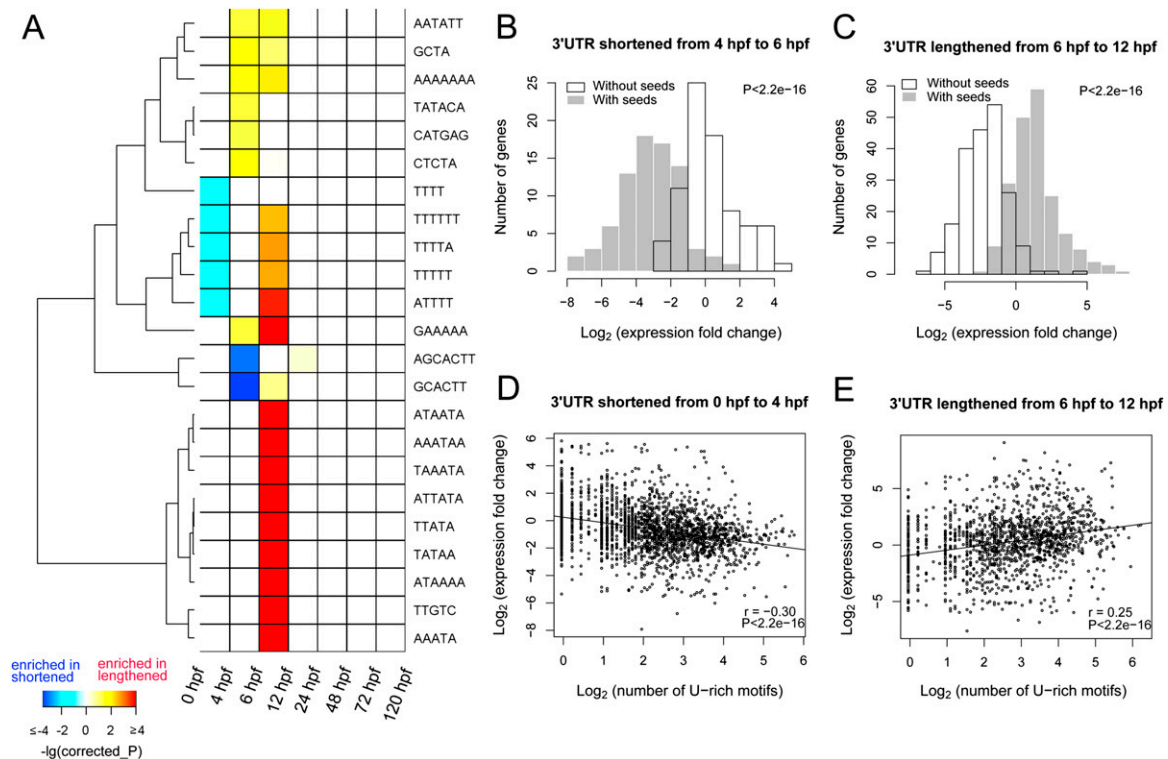 A
AATATT
GCTA
AAAAAAA
TATACA
CATGAG
CTCTA
TTTT
TTTTTT
TTTTA
TTTTT
ATTTT
GAAAAA
AGCACTT
GCACTT
ATAATA
AAATAA
TAAATA
ATTATA
TTATA
TATAA
ATAAAA
TTGTC
AAATA
enriched in shortened
enriched in lengthened
≤-4 -2 0 2 ≥4
-lg(corrected_P)
0 hpf
4 hpf
6 hpf
12 hpf
24 hpf
48 hpf
72 hpf
120 hpf
B
3'UTR shortened from 4 hpf to 6 hpf
Without seeds
With seeds
P<2.2e−16
Number of genes
25
20
15
10
5
0
−8 −6 −4 −2 0 2 4
Log2 (expression fold change)
C
3'UTR lengthened from 6 hpf to 12 hpf
Without seeds
With seeds
P<2.2e−16
Number of genes
60
50
40
30
20
10
0
−5 0 5
Log2 (expression fold change)
D
3'UTR shortened from 0 hpf to 4 hpf
Log2 (expression fold change)
6
4
2
0
−2
−4
−6
−8
r = −0.30
P<2.2e−16
0 1 2 3 4 5 6
Log2 (number of U−rich motifs)
E
3'UTR lengthened from 6 hpf to 12 hpf
Log2 (expression fold change)
5
0
−5
r = 0.25
P<2.2e−16
0 1 2 3 4 5 6
Log2 (number of U−rich motifs)